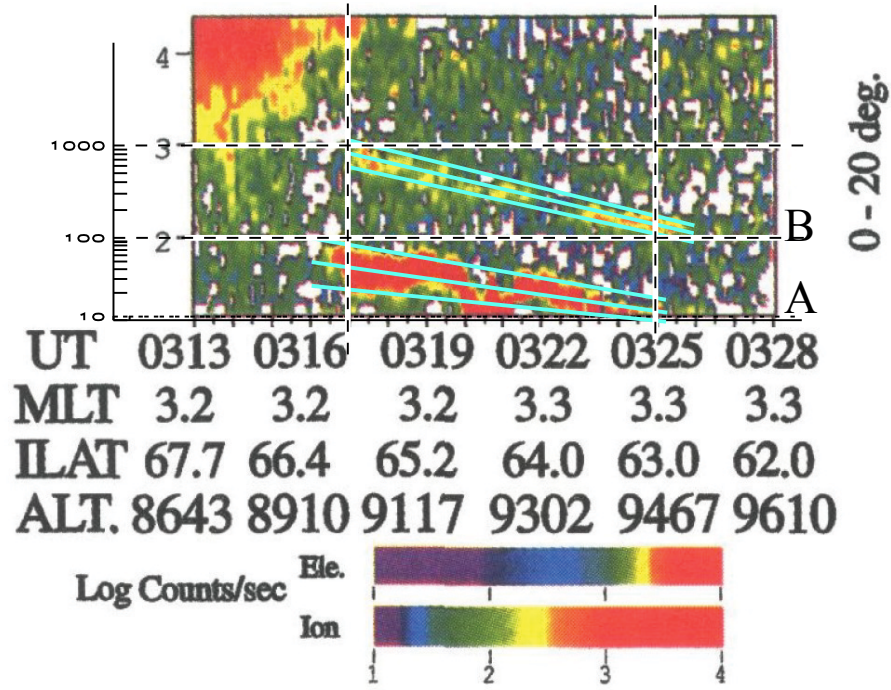 4
1000 3
100 2 B
10 A
0 - 20 deg.
UT 0313 0316 0319 0322 0325 0328
MLT 3.2 3.2 3.2 3.3 3.3 3.3
ILAT 67.7 66.4 65.2 64.0 63.0 62.0
ALT. 8643 8910 9117 9302 9467 9610
Log Counts/sec
Ele.
Ion
1 2 3 4